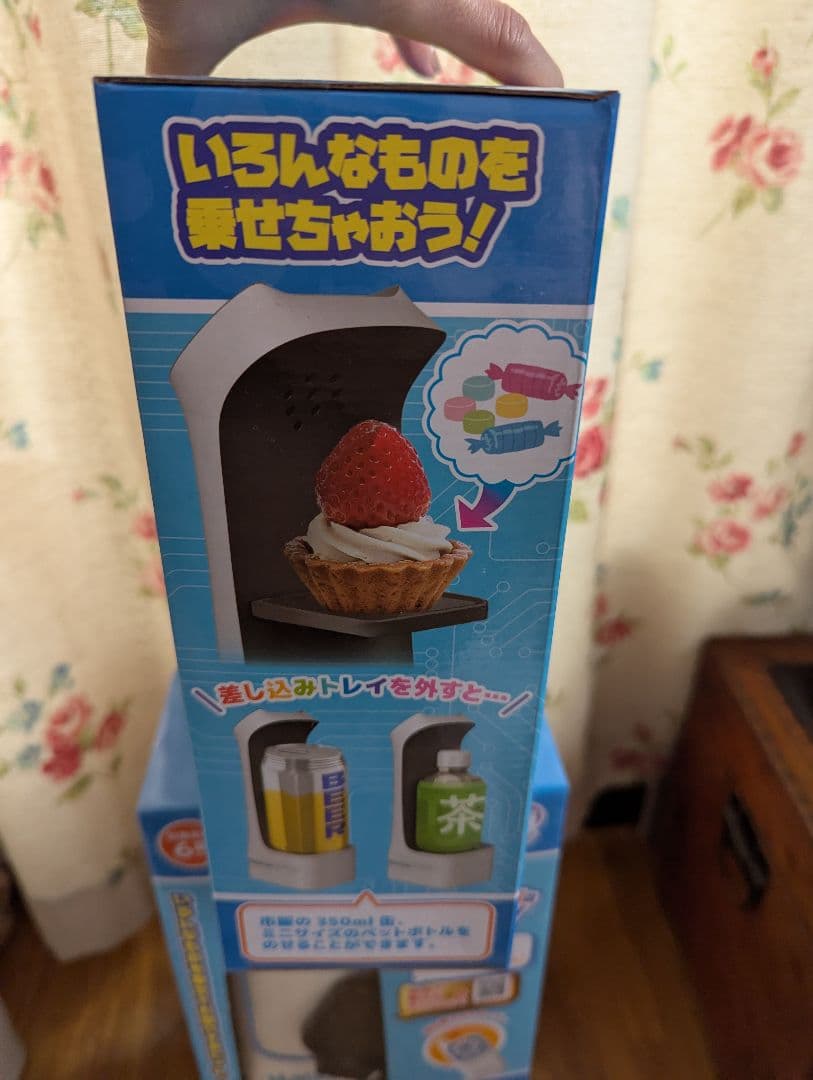 いろんなものを
乗せちゃおう!
差し込みトレイを外すと…
BEER
茶
市販の350ml缶、
ミニサイズのペットボトルを
のせることができます。